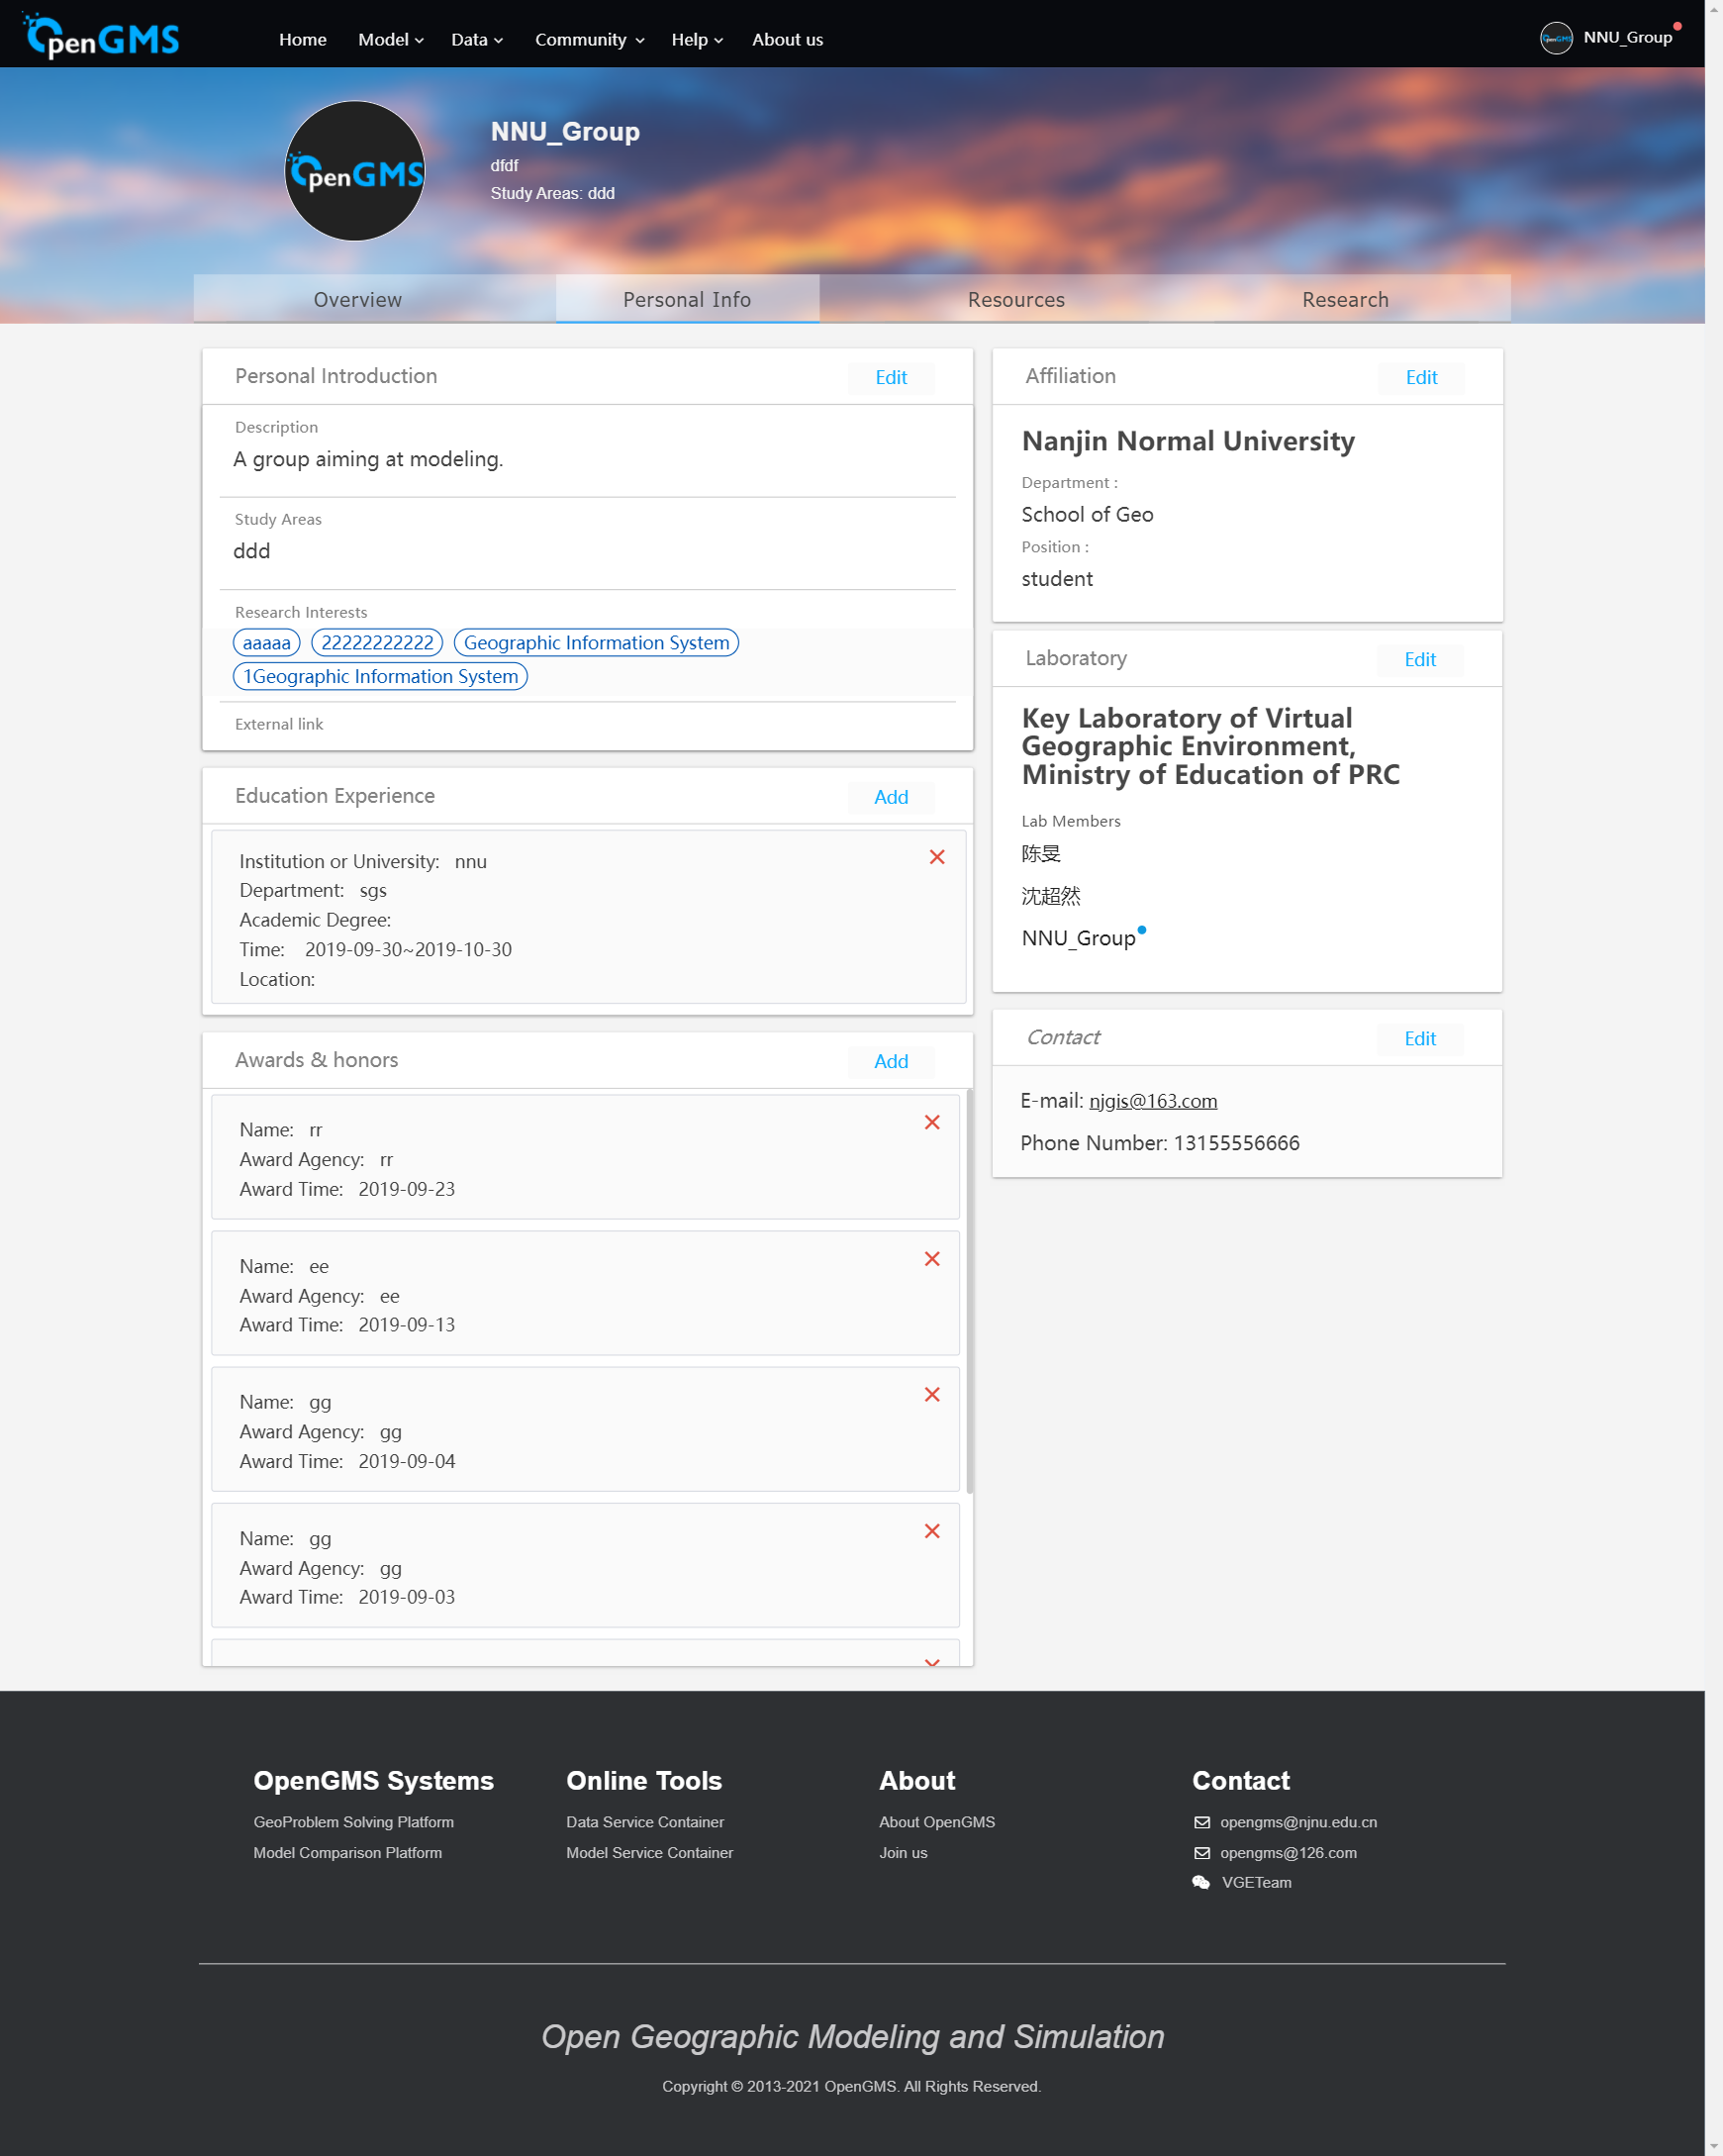 OpenGMS
Home Model Data Community Help About us
OpenGMS NNU_Group
OpenGMS
NNU_Group
dfdf
Study Areas: ddd
Overview Personal Info Resources Research
Personal Introduction Edit
Description
A group aiming at modeling.
Study Areas
ddd
Research Interests
aaaaa 22222222222 Geographic Information System
1Geographic Information System
External link
Education Experience Add
Institution or University: nnu
Department: sgs
Academic Degree:
Time: 2019-09-30~2019-10-30
Location:
Awards & honors Add
Name: rr
Award Agency: rr
Award Time: 2019-09-23
Name: ee
Award Agency: ee
Award Time: 2019-09-13
Name: gg
Award Agency: gg
Award Time: 2019-09-04
Name: gg
Award Agency: gg
Award Time: 2019-09-03
Affiliation Edit
Nanjin Normal University
Department :
School of Geo
Position :
student
Laboratory Edit
Key Laboratory of Virtual
Geographic Environment,
Ministry of Education of PRC
Lab Members
陈旻
沈超然
NNU_Group
Contact Edit
E-mail: njgis@163.com
Phone Number: 13155556666
OpenGMS Systems
GeoProblem Solving Platform
Model Comparison Platform
Online Tools
Data Service Container
Model Service Container
About
About OpenGMS
Join us
Contact
opengms@njnu.edu.cn
opengms@126.com
VGETeam
Open Geographic Modeling and Simulation
Copyright © 2013-2021 OpenGMS. All Rights Reserved.